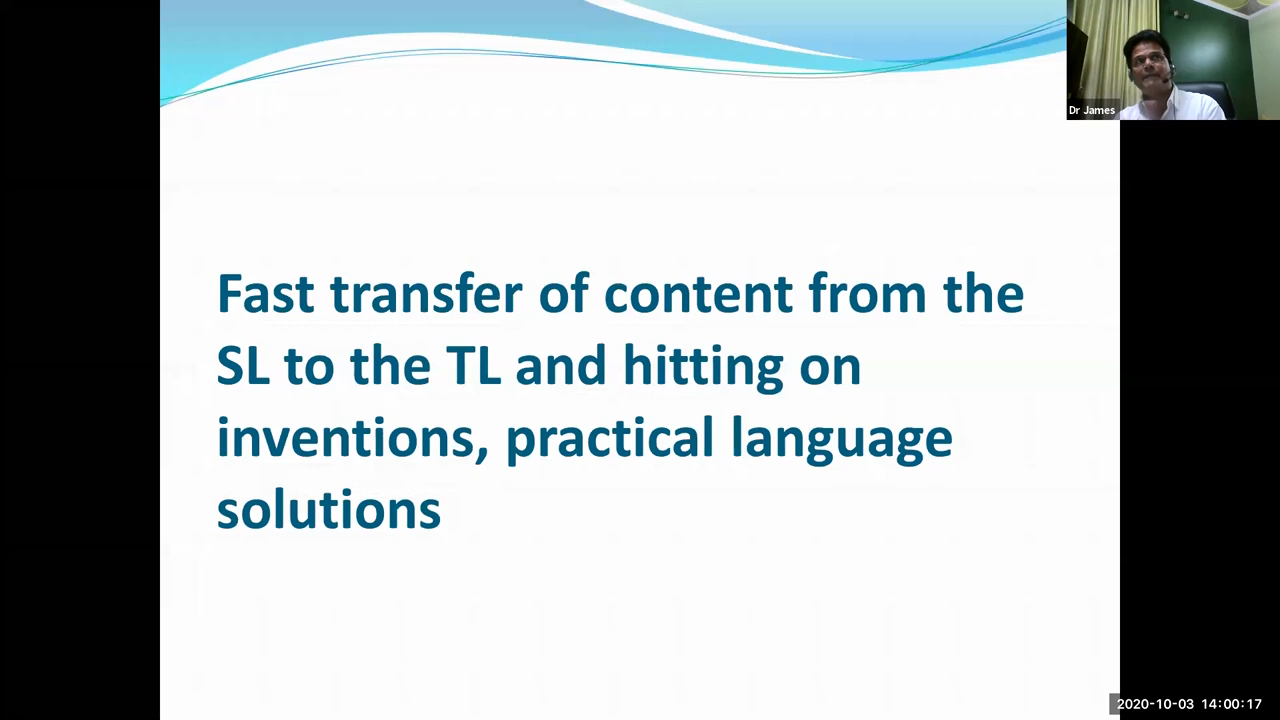 Dr James
Fast transfer of content from the
SL to the TL and hitting on
inventions, practical language
solutions
2020-10-03 14:00:17